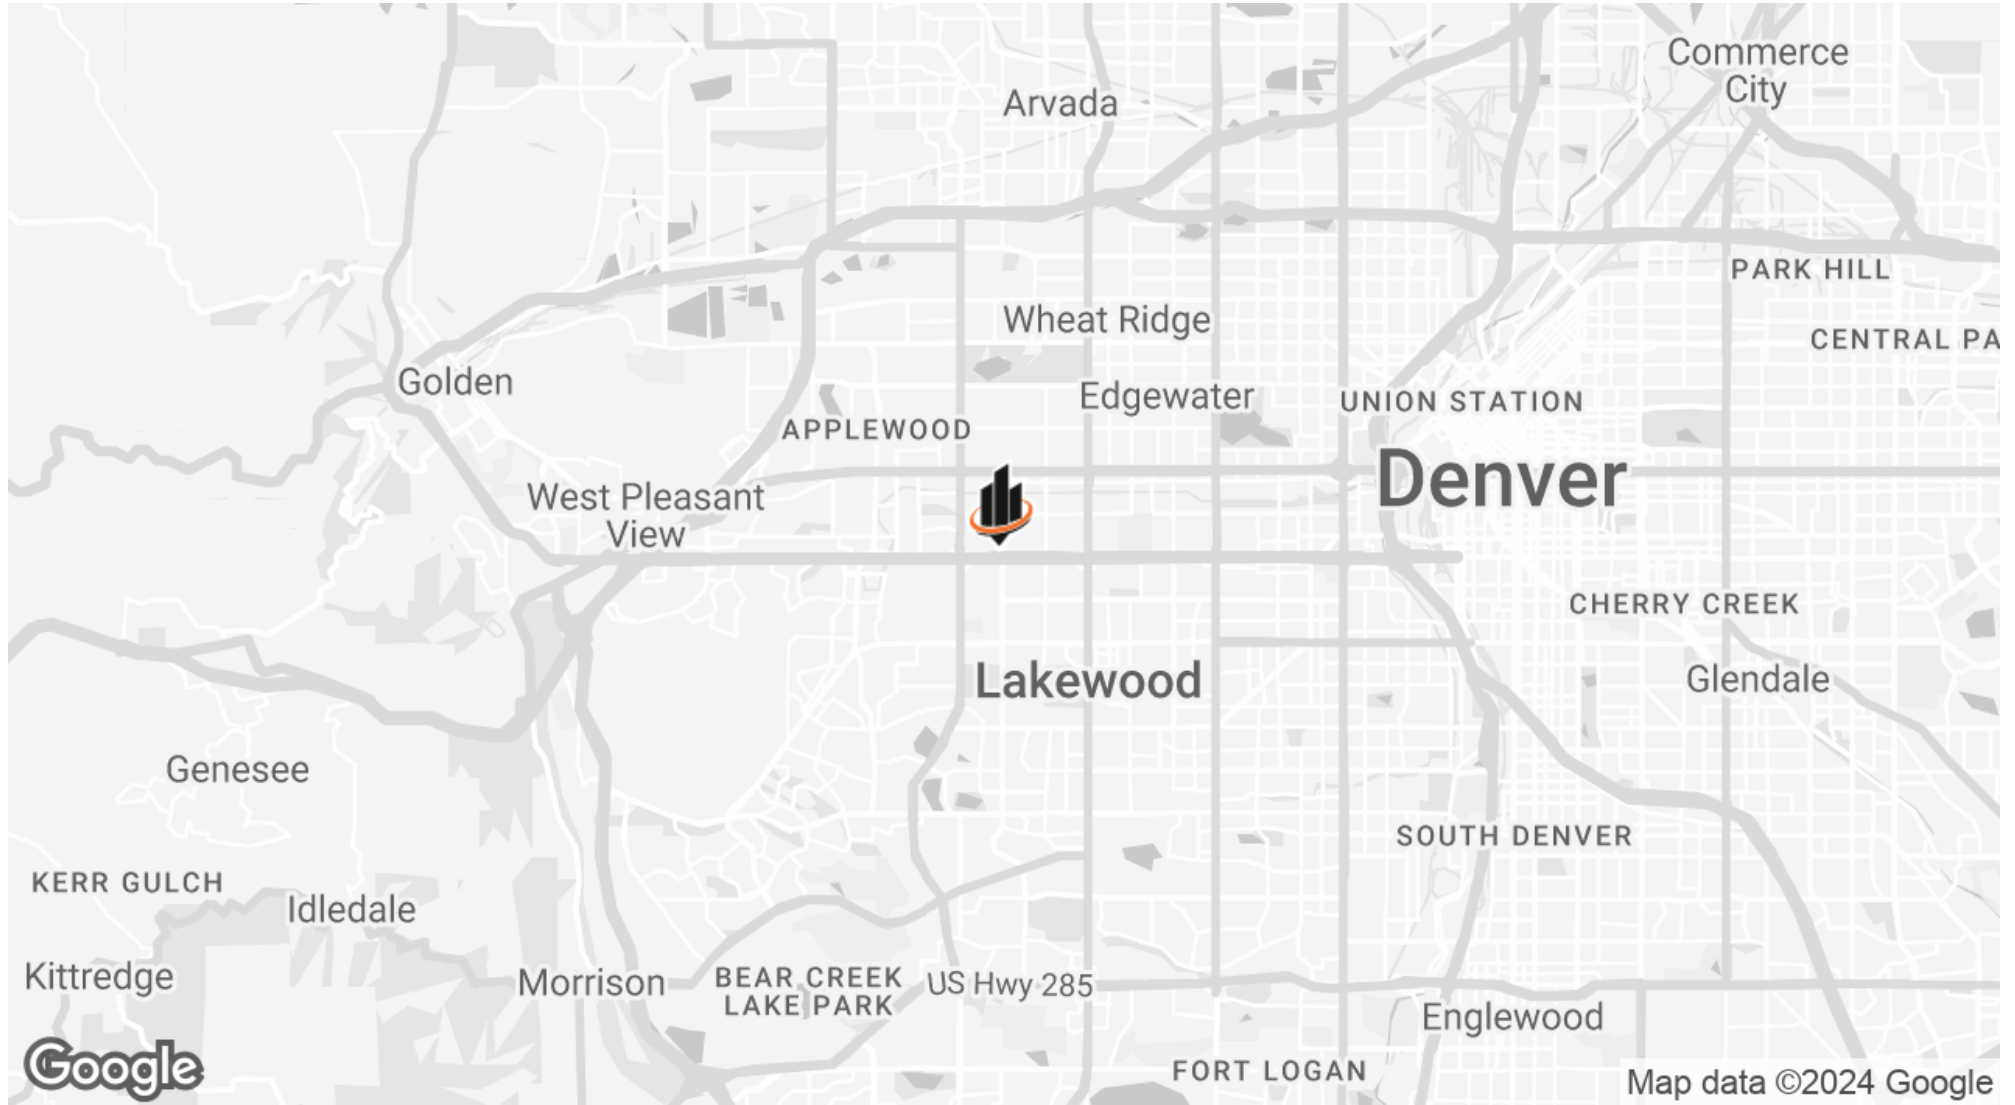 Commerce
City
Arvada
PARK HILL
Wheat Ridge
CENTRAL PA
Golden
Edgewater
UNION STATION
APPLEWOOD
Denver
West Pleasant
View
CHERRY CREEK
Lakewood
Glendale
Genesee
SOUTH DENVER
KERR GULCH
Idledale
Kittredge
Morrison
BEAR CREEK
LAKE PARK
US Hwy 285
Englewood
Google
FORT LOGAN
Map data ©2024 Google